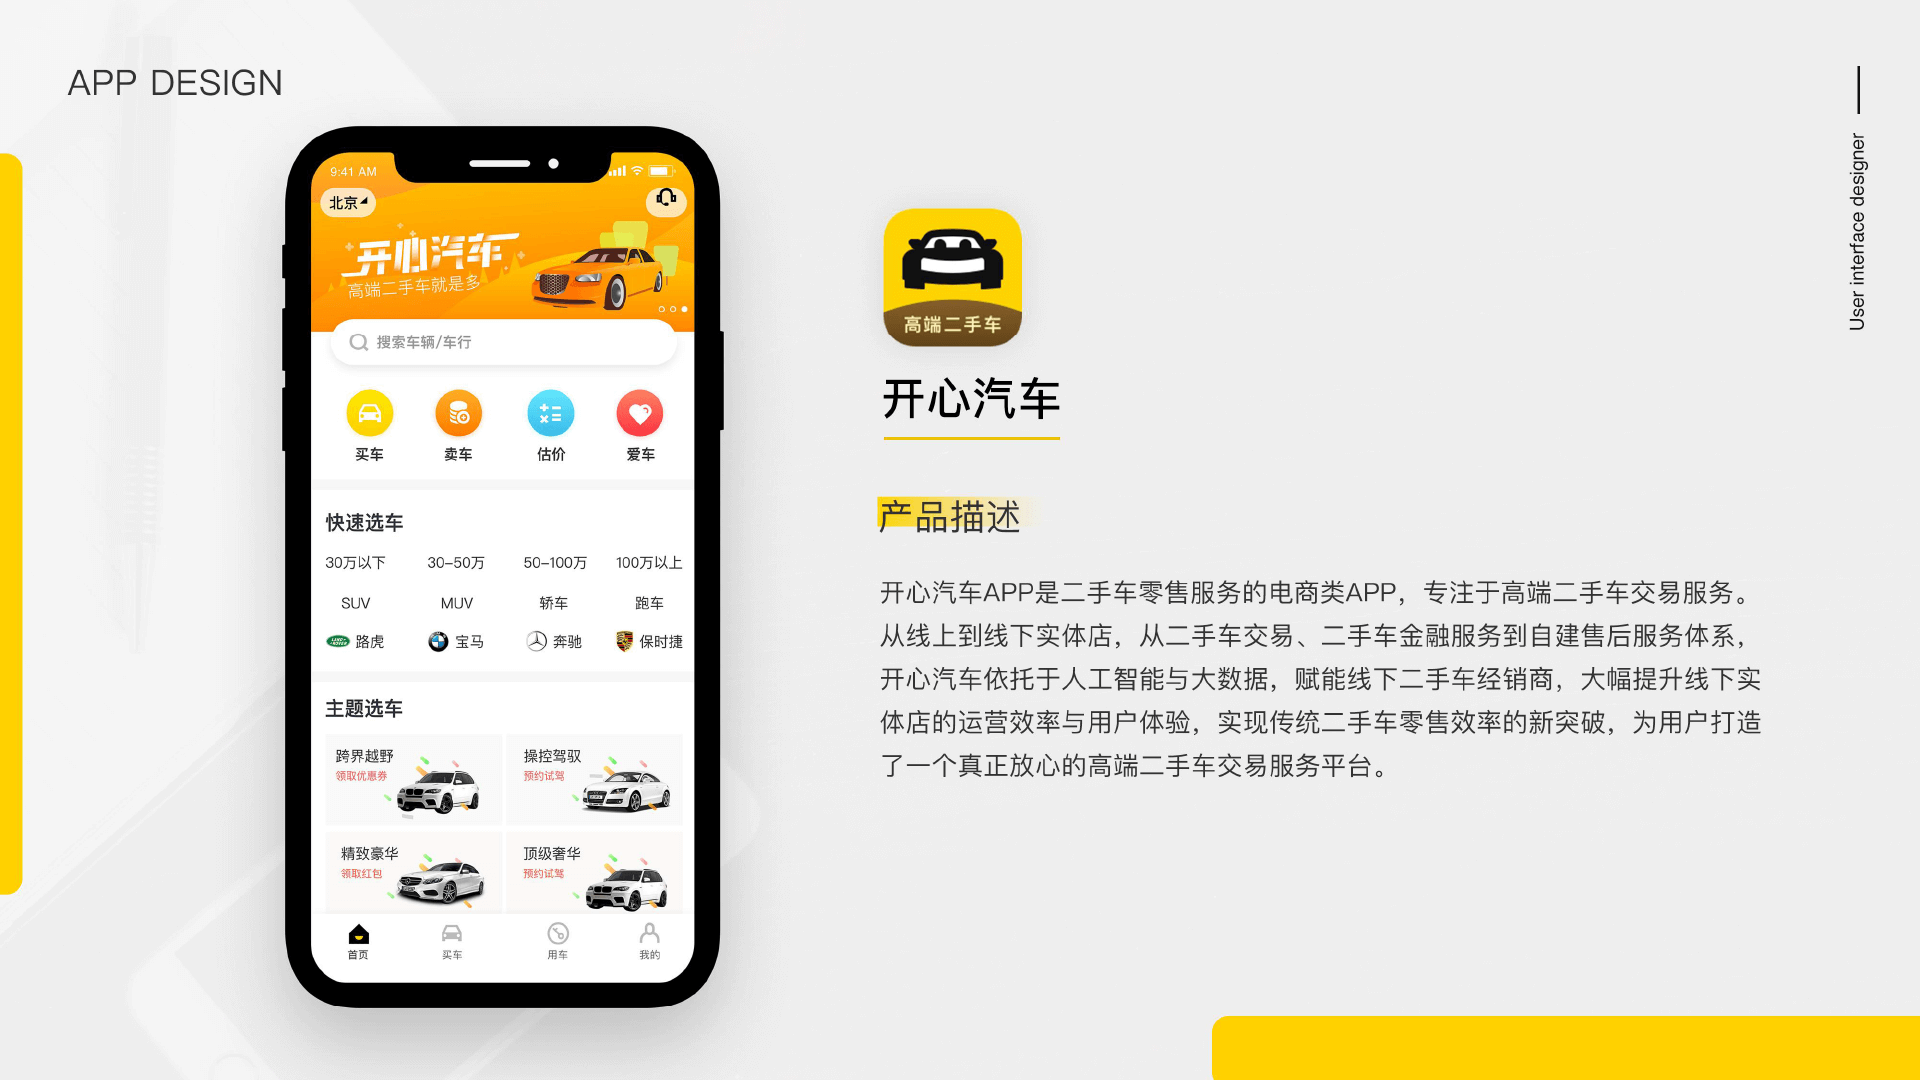 APP DESIGN
User interface designer
9:41 AM
北京
开心汽车
高端二手车就是多
搜索车辆/车行
买车 卖车 估价 爱车
快速选车
30万以下 30-50万 50-100万 100万以上
SUV MUV 轿车 跑车
路虎 宝马 奔驰 保时捷
主题选车
跨界越野 操控驾驭
领取优惠券 预约试驾
精致豪华 顶级奢华
领取红包 预约试驾
首页 买车 用车 我的
高端二手车
开心汽车
产品描述
开心汽车APP是二手车零售服务的电商类APP，专注于高端二手车交易服务。
从线上到线下实体店，从二手车交易、二手车金融服务到自建售后服务体系，
开心汽车依托于人工智能与大数据，赋能线下二手车经销商，大幅提升线下实
体店的运营效率与用户体验，实现传统二手车零售效率的新突破，为用户打造
了一个真正放心的高端二手车交易服务平台。